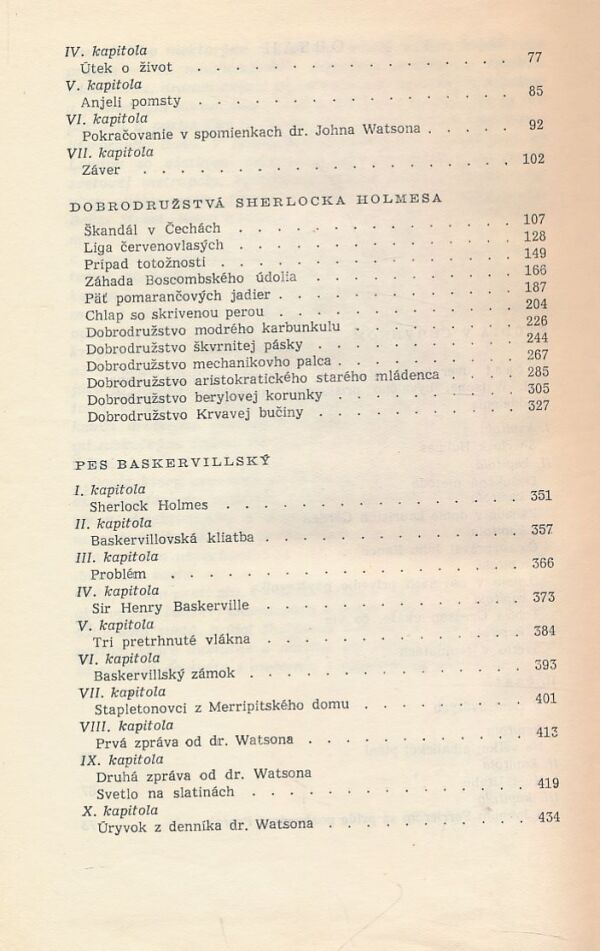 IV. kapitola
Útek o život . . . . . . . . . . . . . . . . 77
V. kapitola
Anjeli pomsty . . . . . . . . . . . . . . . 85
VI. kapitola
Pokračovanie v spomienkach dr. Johna Watsona . . . . . 92
VII. kapitola
Záver . . . . . . . . . . . . . . . . . . 102
DOBRODRUŽSTVÁ SHERLOCKA HOLMESA
Škandál v Čechách . . . . . . . . . . . . . 107
Liga červenovlasých . . . . . . . . . . . . . 128
Prípad totožnosti . . . . . . . . . . . . . . 149
Záhada Boscombského údolia . . . . . . . . . . 166
Päť pomarančových jadier . . . . . . . . . . . 187
Chlap so skrivenou perou . . . . . . . . . . . 204
Dobrodružstvo modrého karbunkulu . . . . . . . . 226
Dobrodružstvo škvrnitej pásky . . . . . . . . . . 244
Dobrodružstvo mechanikovho palca . . . . . . . . . 267
Dobrodružstvo aristokratického starého mládenca . . . . 285
Dobrodružstvo berylovej korunky . . . . . . . . . 305
Dobrodružstvo Krvavej bučiny . . . . . . . . . . 327
PES BASKERVILLSKÝ
I. kapitola
Sherlock Holmes . . . . . . . . . . . . . . 351
II. kapitola
Baskervillovská kliatba . . . . . . . . . . . . 357
III. kapitola
Problém . . . . . . . . . . . . . . . . . 366
IV. kapitola
Sir Henry Baskerville . . . . . . . . . . . . 373
V. kapitola
Tri pretrhnuté vlákna . . . . . . . . . . . . 384
VI. kapitola
Baskervillský zámok . . . . . . . . . . . . . 393
VII. kapitola
Stapletonovci z Merripitského domu . . . . . . . . 401
VIII. kapitola
Prvá zpráva od dr. Watsona . . . . . . . . . . 413
IX. kapitola
Druhá zpráva od dr. Watsona
Svetlo na slatinách . . . . . . . . . . . . . 419
X. kapitola
Úryvok z denníka dr. Watsona . . . . . . . . . . 434